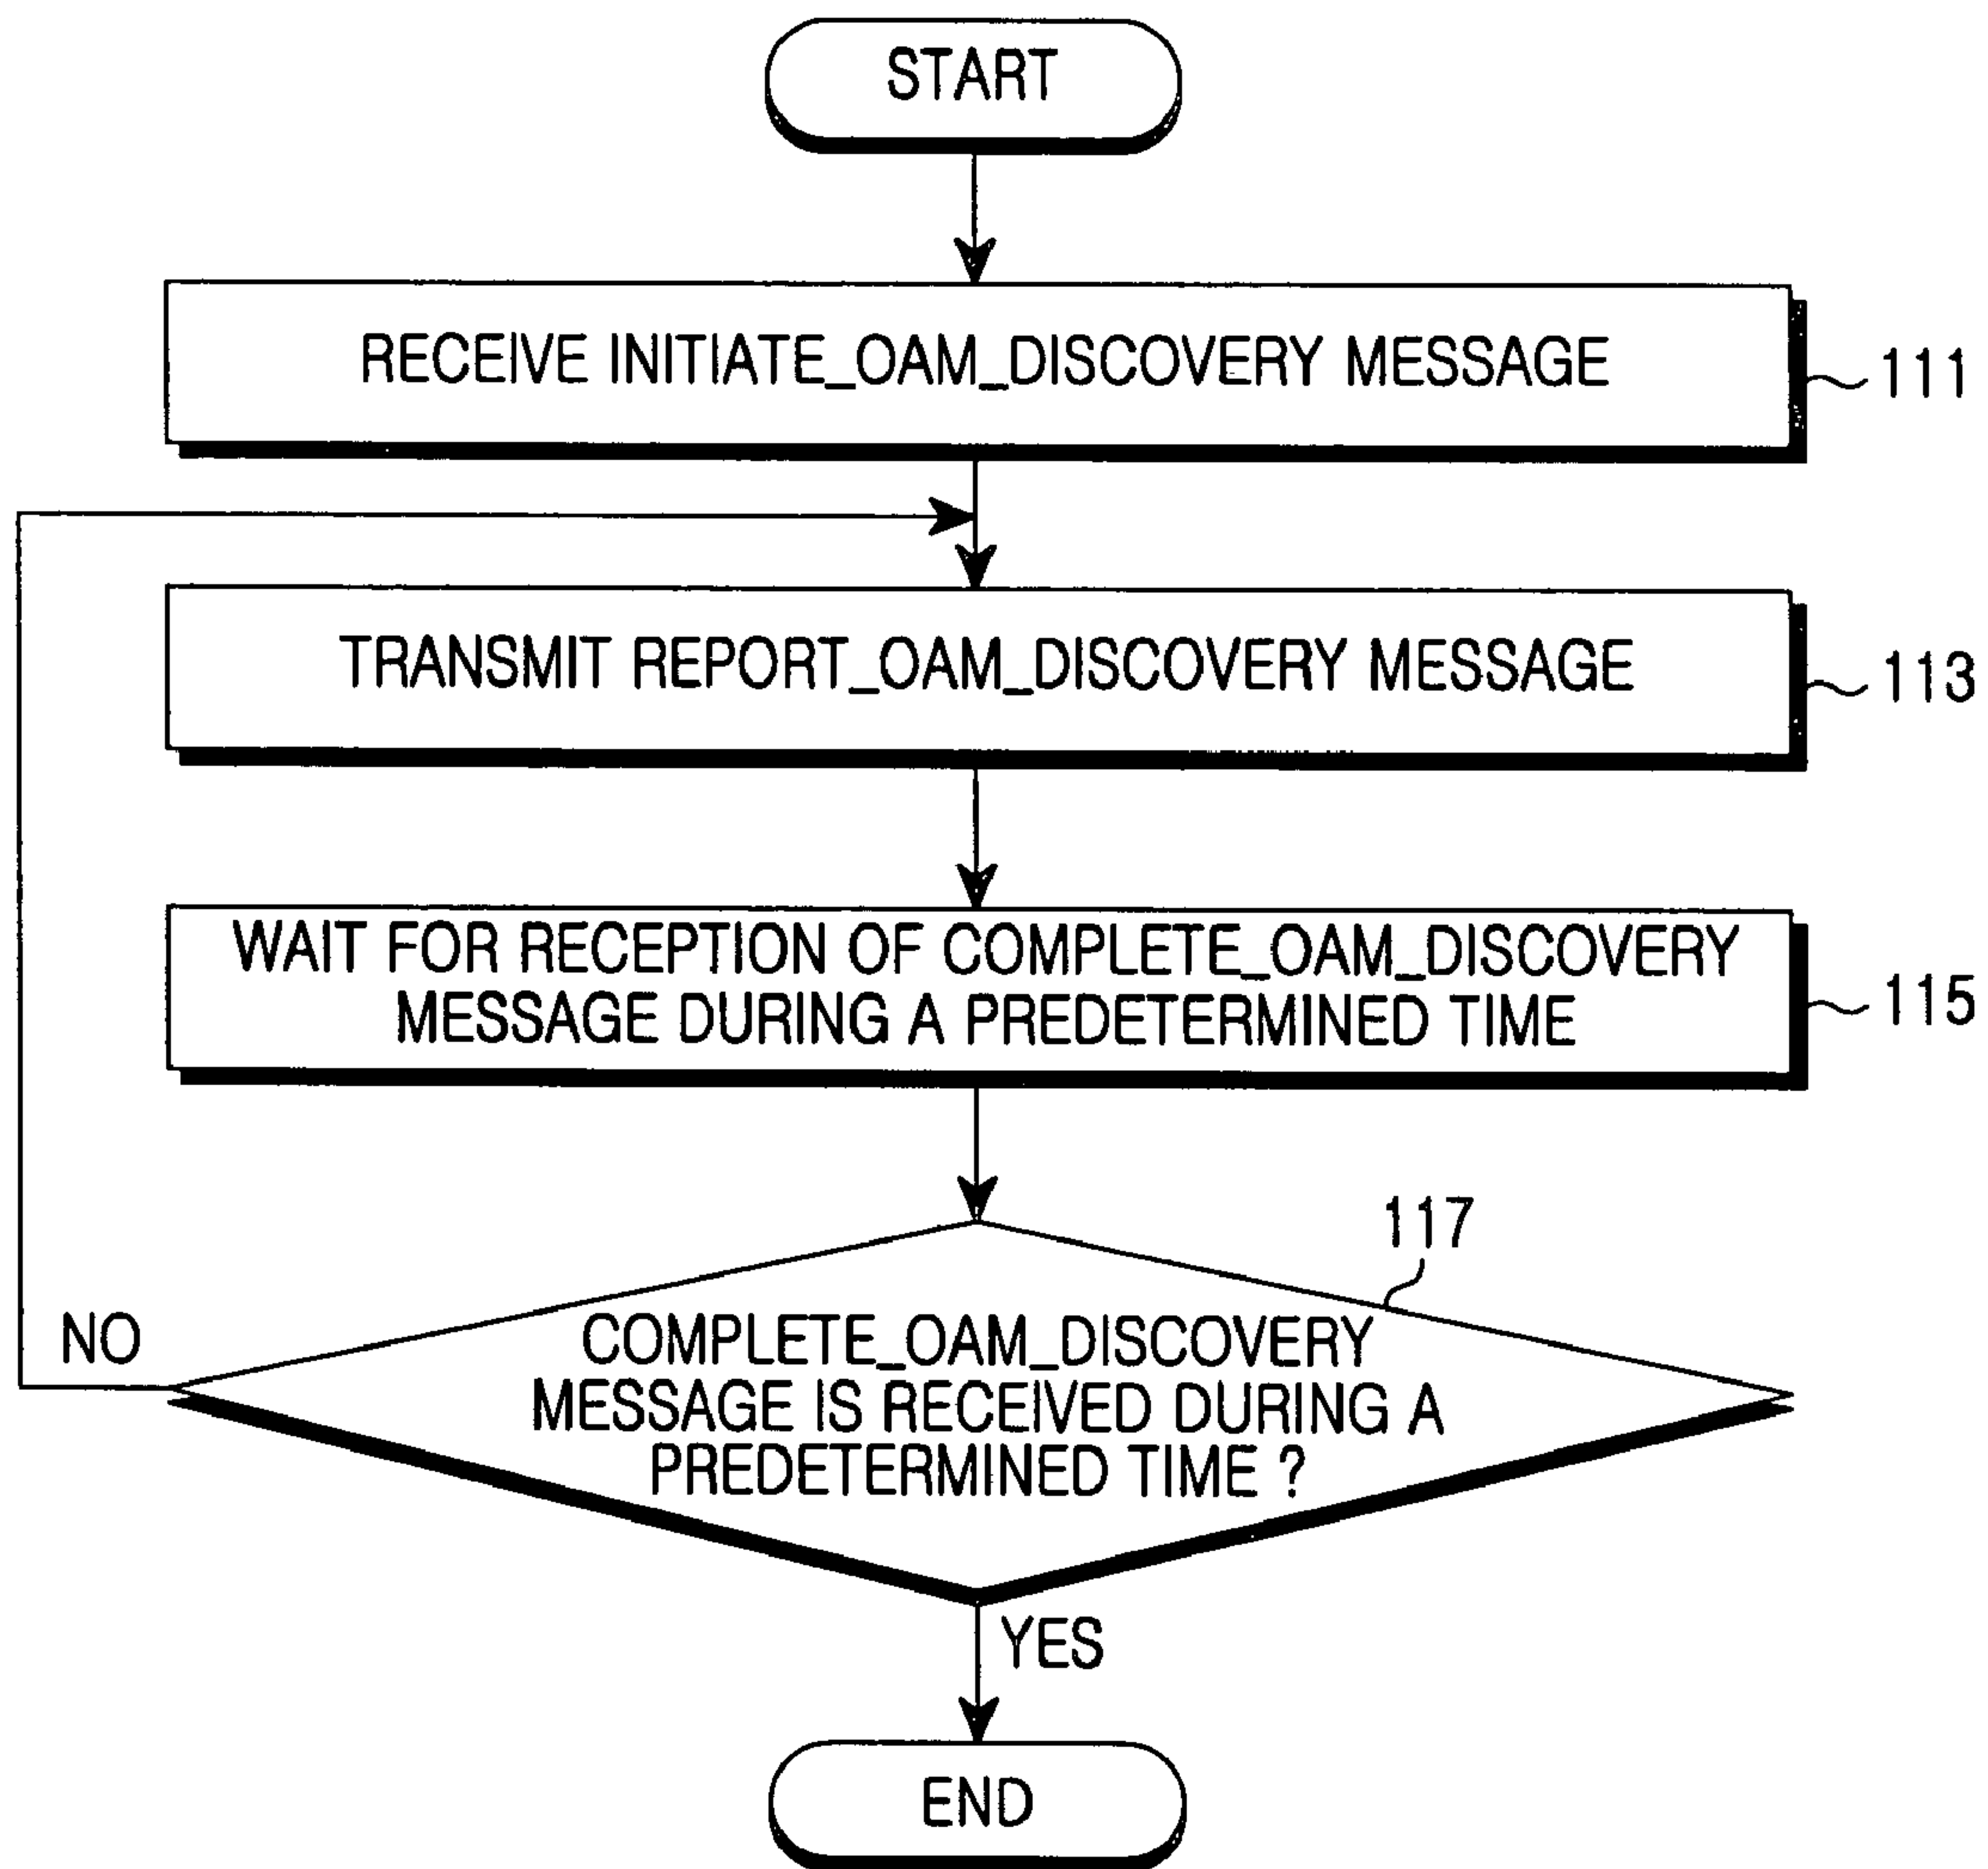 START
RECEIVE INITIATE_OAM_DISCOVERY MESSAGE
111
TRANSMIT REPORT_OAM_DISCOVERY MESSAGE
113
WAIT FOR RECEPTION OF COMPLETE_OAM_DISCOVERY
MESSAGE DURING A PREDETERMINED TIME
115
117
NO
COMPLETE_OAM_DISCOVERY
MESSAGE IS RECEIVED DURING A
PREDETERMINED TIME ?
YES
END